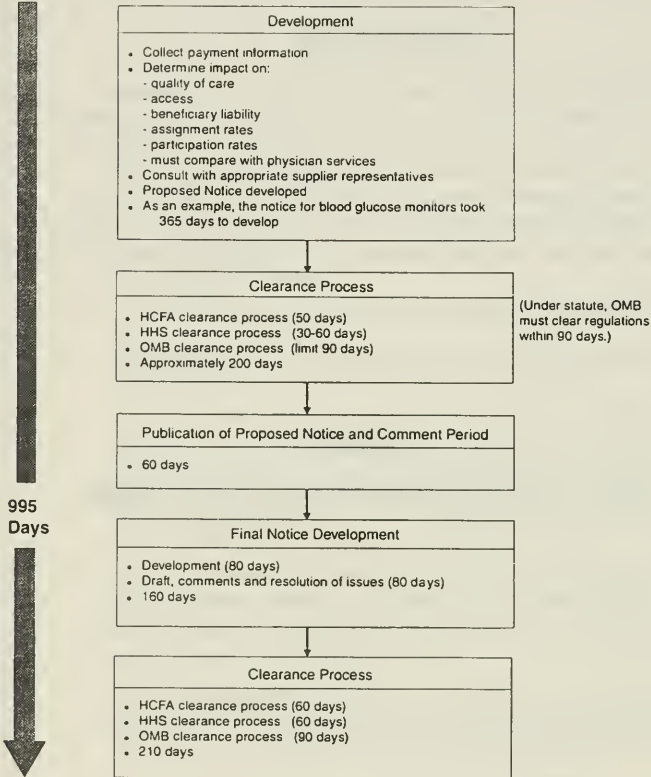 Development
• Collect payment information
• Determine impact on:
- quality of care
- access
- beneficiary liability
- assignment rates
- participation rates
- must compare with physician services
• Consult with appropriate supplier representatives
• Proposed Notice developed
• As an example, the notice for blood glucose monitors took
365 days to develop
Clearance Process
• HCFA clearance process (50 days)
• HHS clearance process (30-60 days)
• OMB clearance process (limit 90 days)
• Approximately 200 days
(Under statute, OMB
must clear regulations
within 90 days.)
Publication of Proposed Notice and Comment Period
• 60 days
995
Days
Final Notice Development
• Development (80 days)
• Draft, comments and resolution of issues (80 days)
• 160 days
Clearance Process
• HCFA clearance process (60 days)
• HHS clearance process (60 days)
• OMB clearance process (90 days)
• 210 days